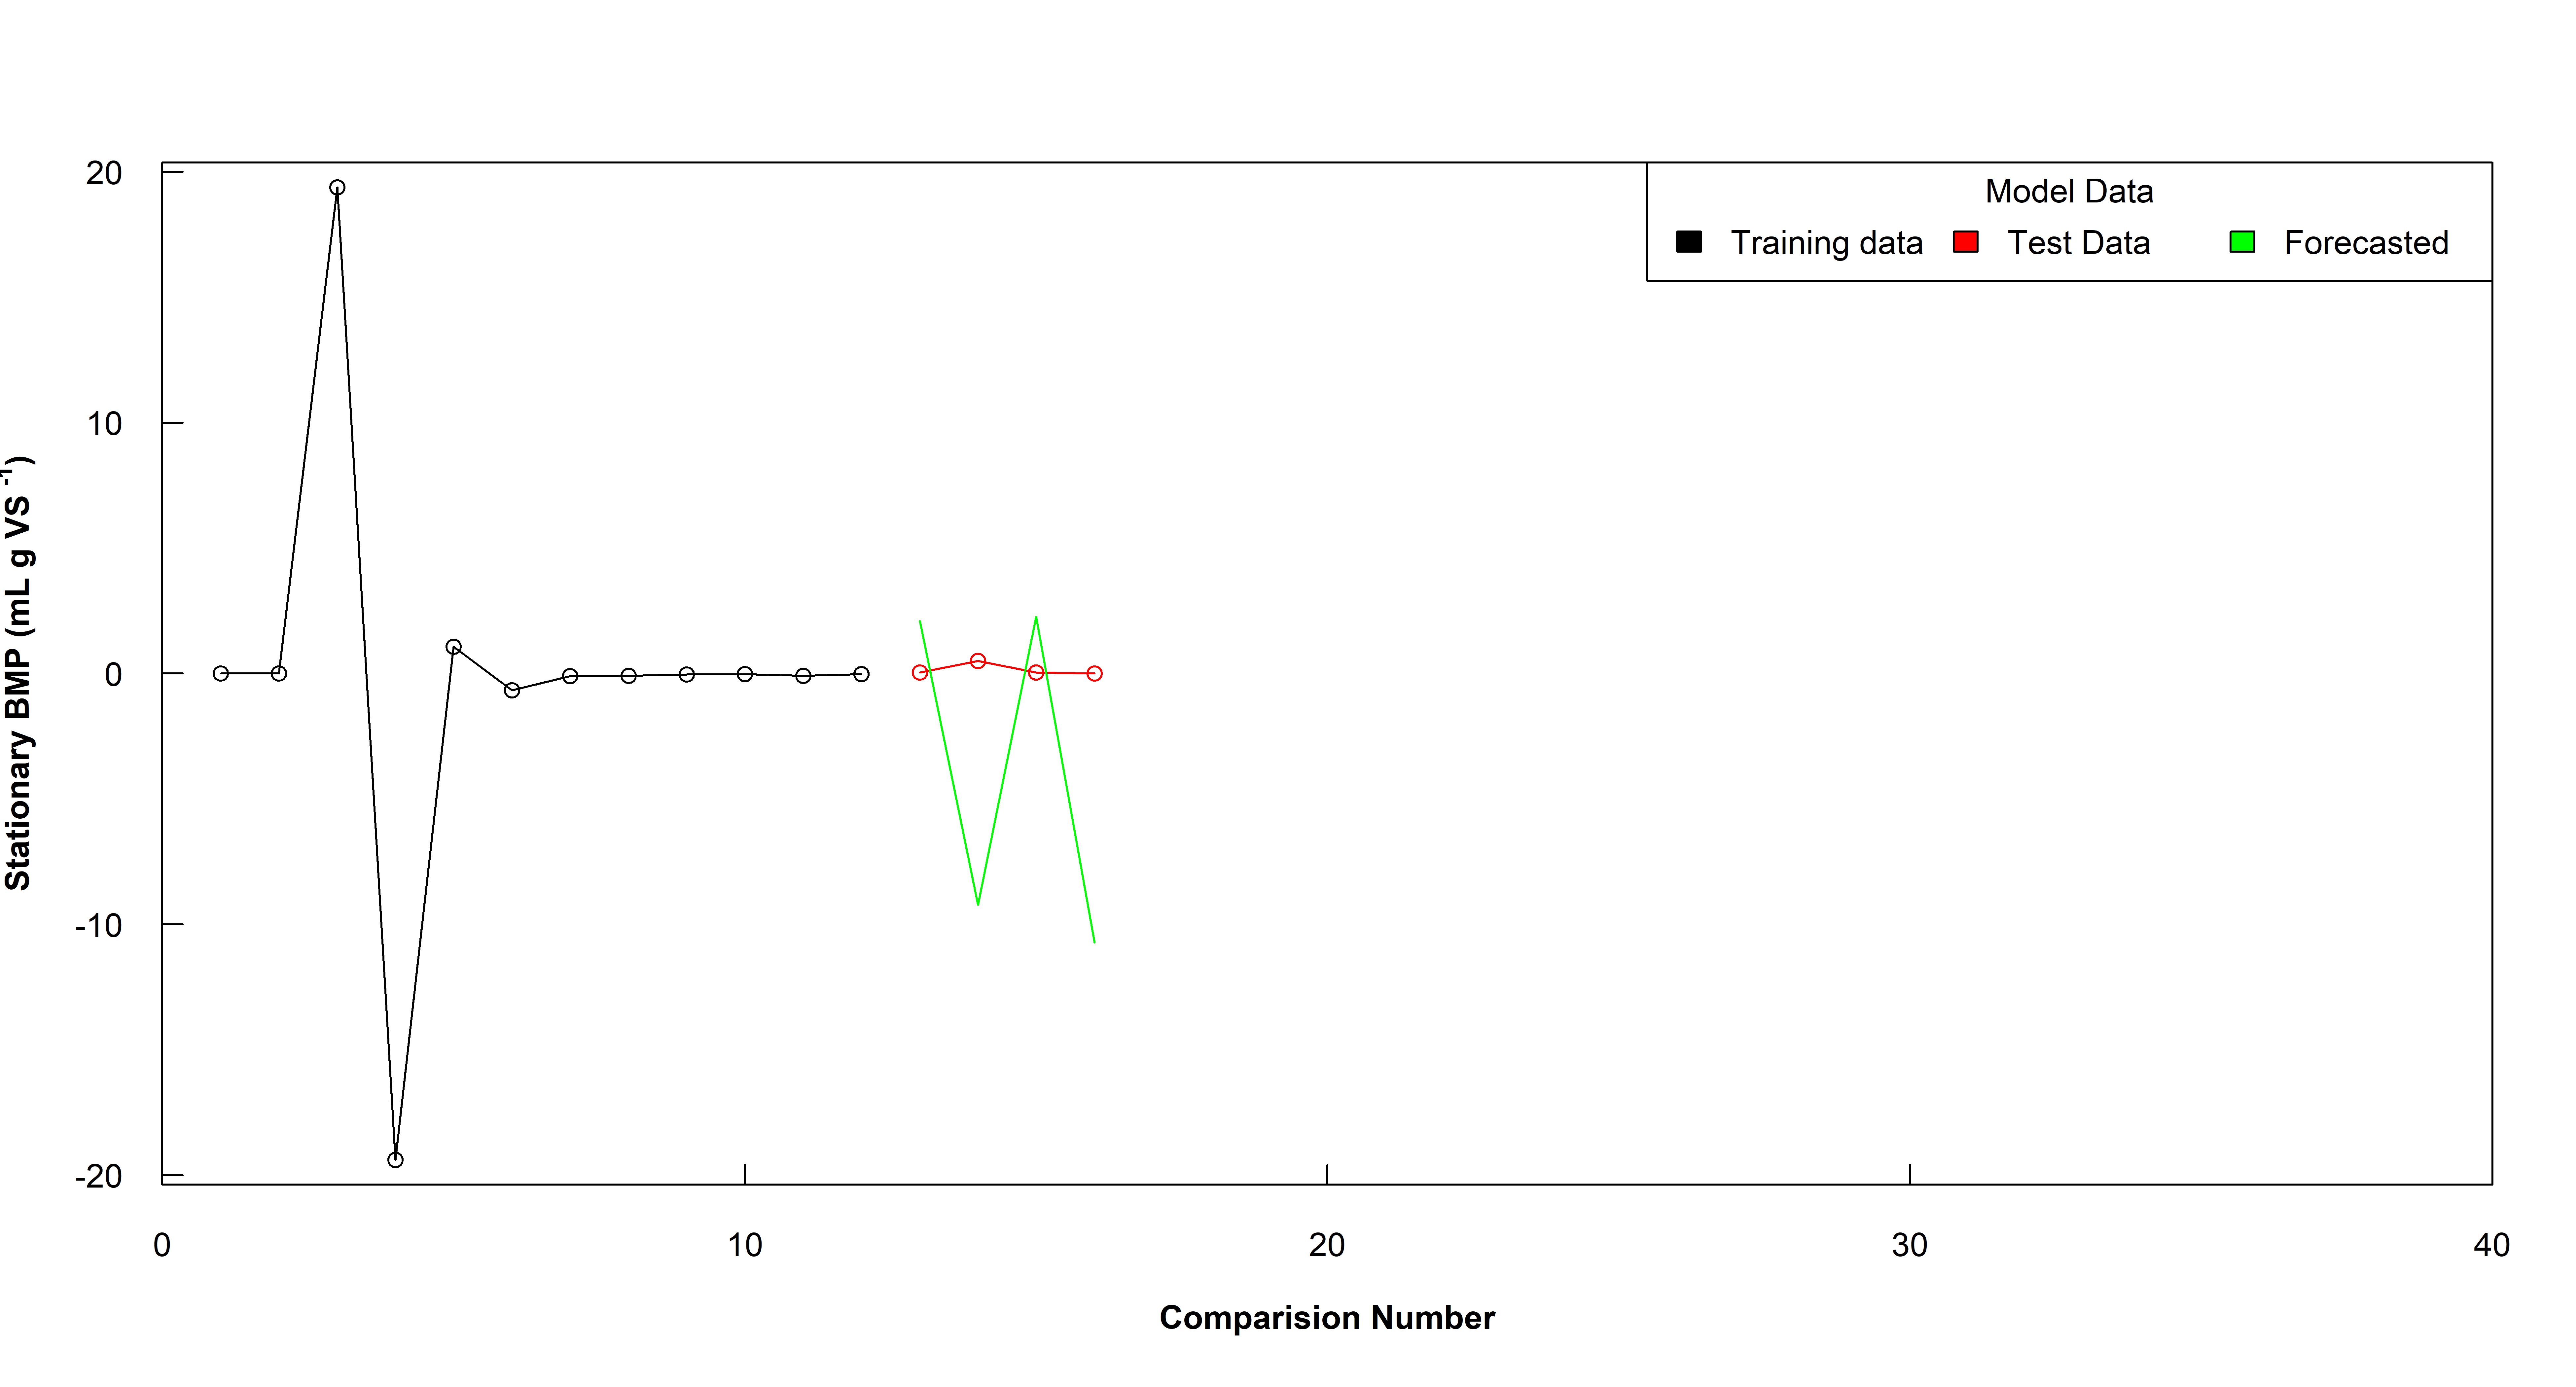 Model Data
Training data Test Data Forecasted
20
10
0
-10
-20
Stationary BMP (mL g VS -1)
0 10 20 30 40
Comparision Number